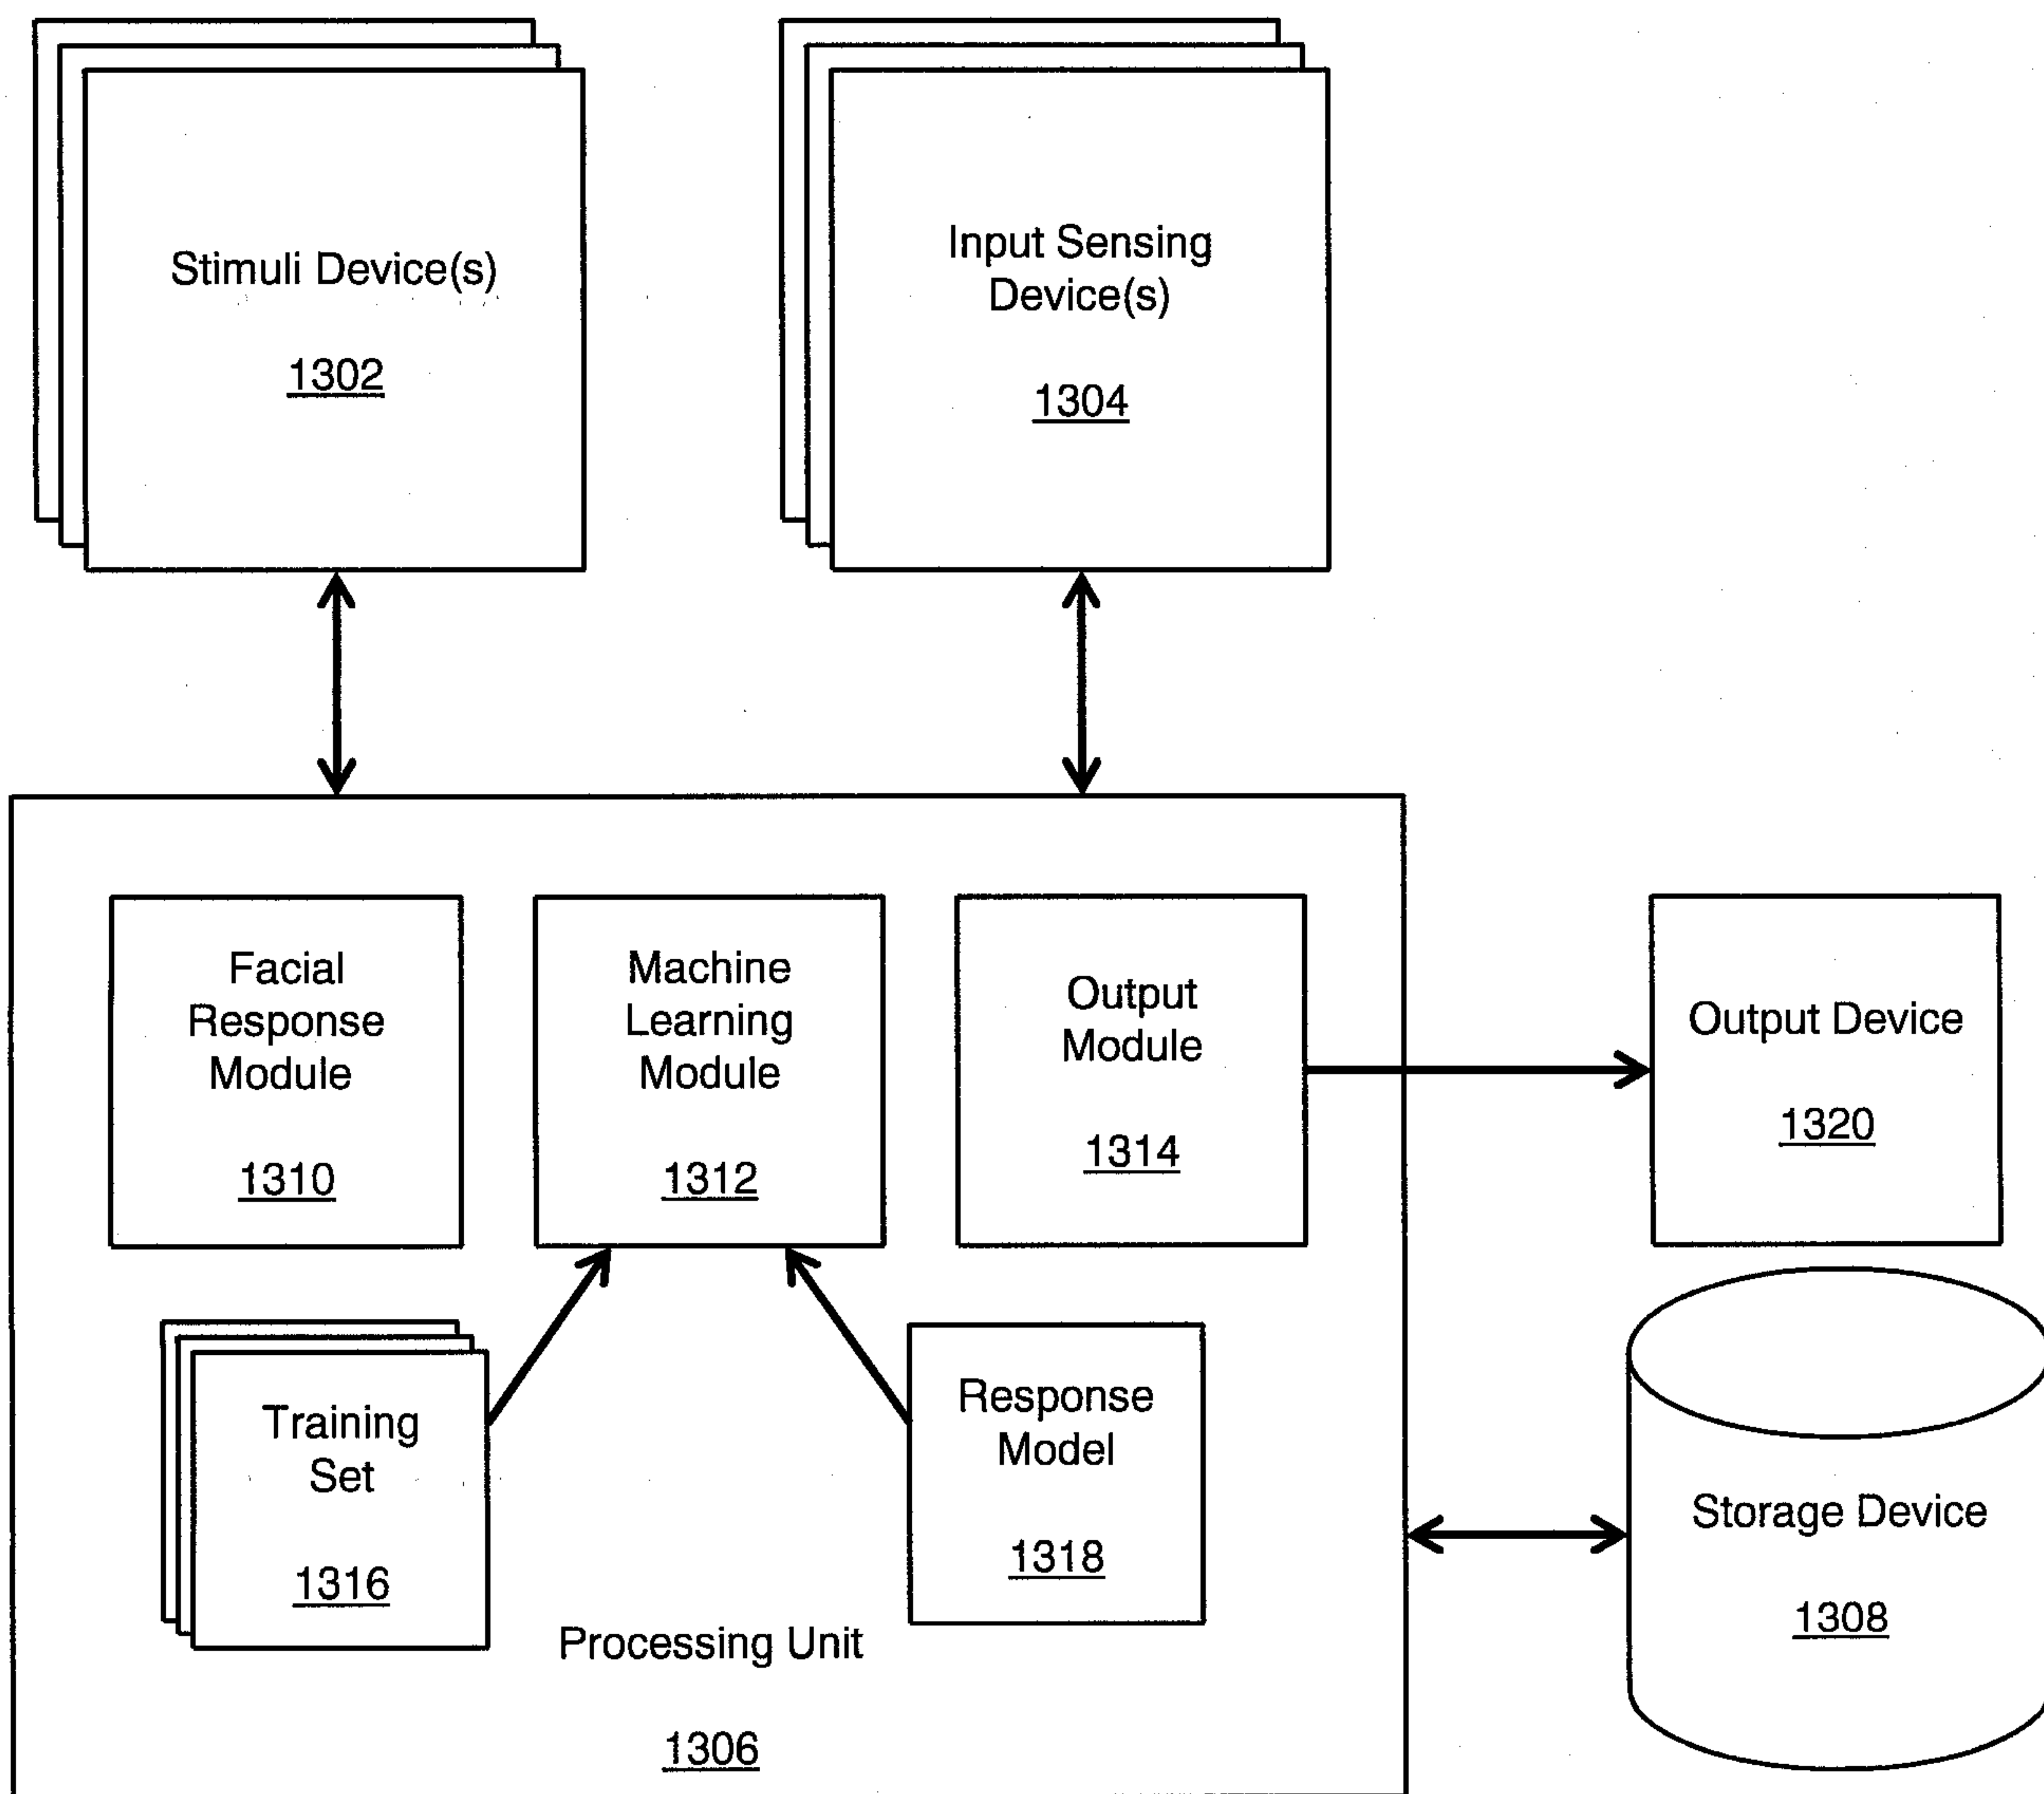 Stimuli Device(s)
1302
Input Sensing
Device(s)
1304
Facial
Response
Module
1310
Machine
Learning
Module
1312
Output
Module
1314
Output Device
1320
Training
Set
1316
Response
Model
1318
Storage Device
1308
Processing Unit
1306